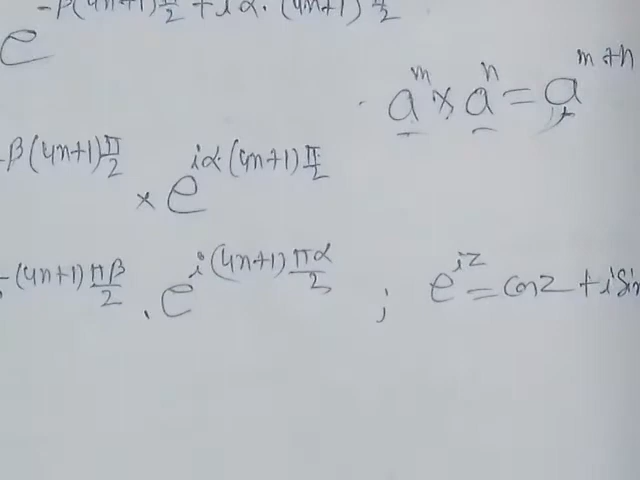 e^{-β(4n+1)π/2 + iα·(4n+1)π/2}
a^m × a^n = a^{m+n}
-β(4n+1)π/2 × e^{iα·(4n+1)π/2}
-(4n+1)πβ/2 · e^{i(4n+1)πα/2} ; e^{iz} = cos z + i sin